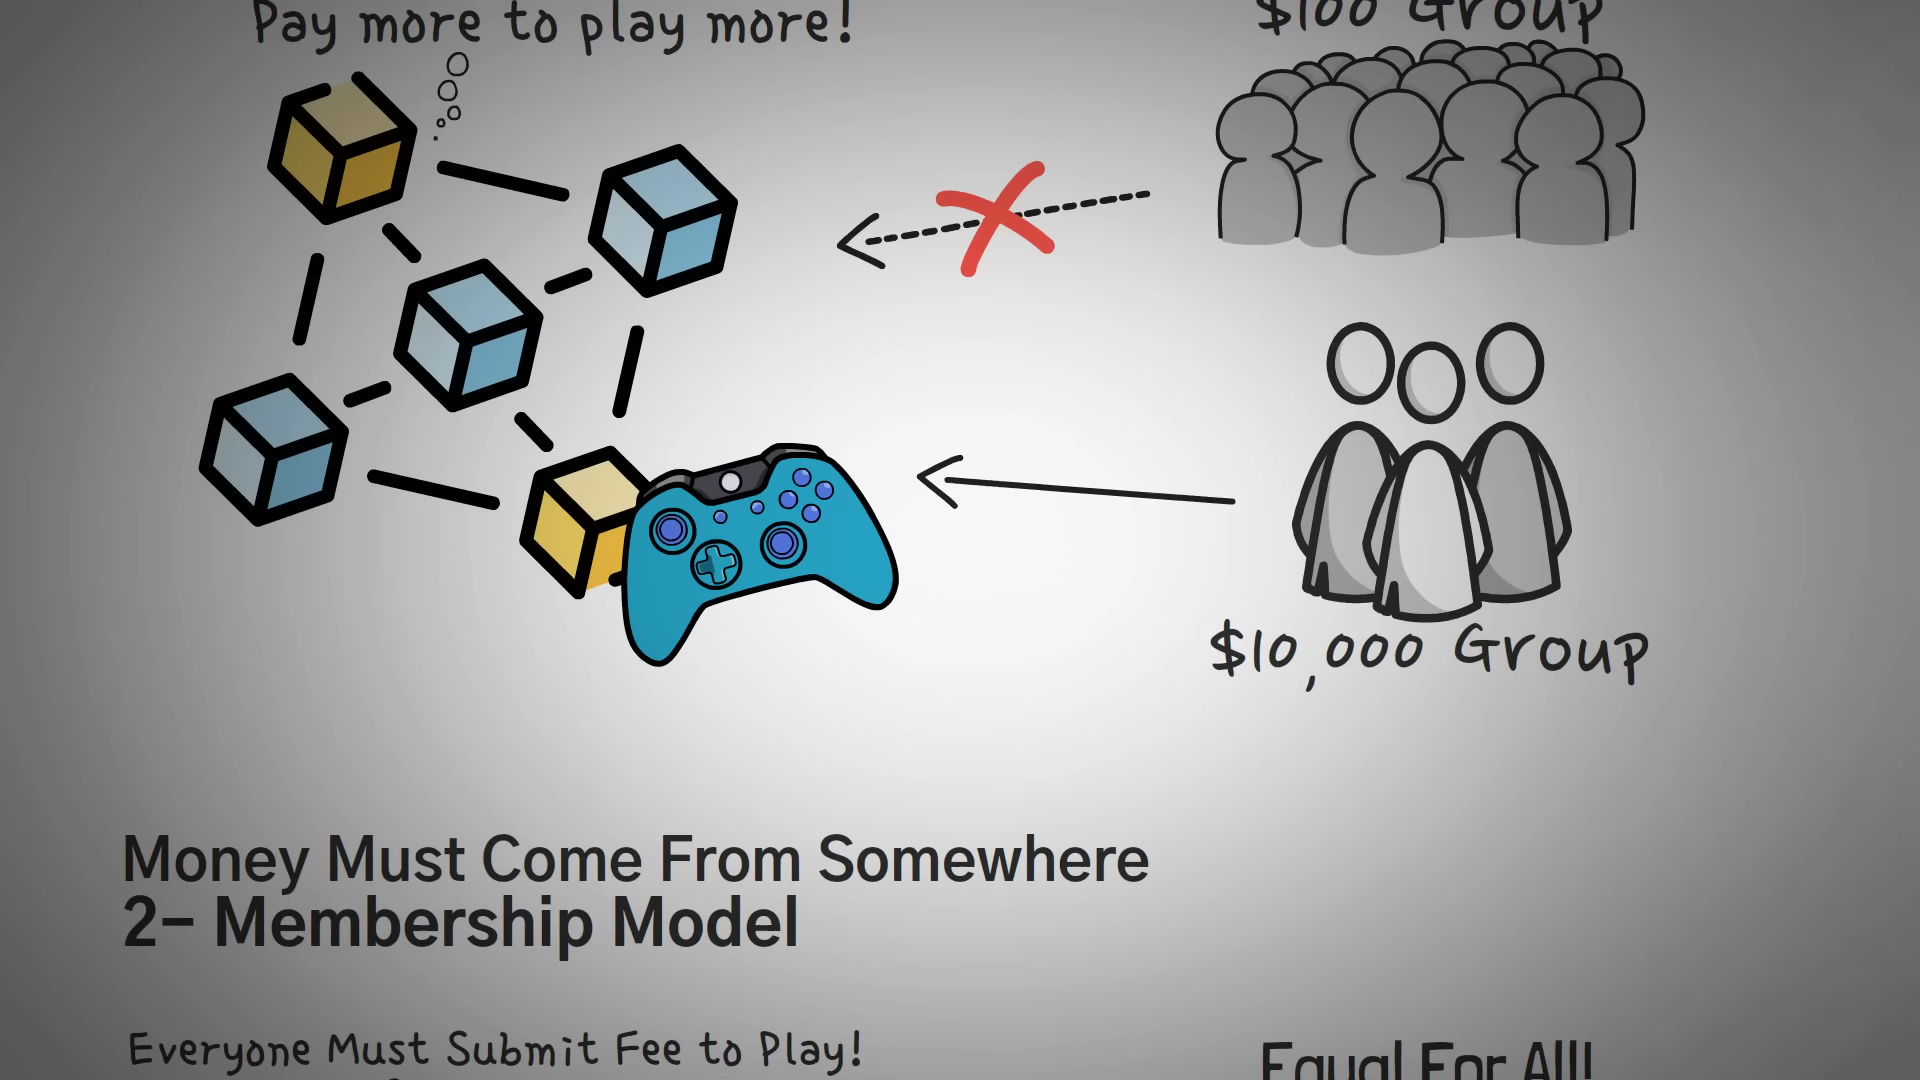 Pay more to play more!
$100 Group
$10,000 Group
Money Must Come From Somewhere
2- Membership Model
Everyone Must Submit Fee to Play!
Equal For All!